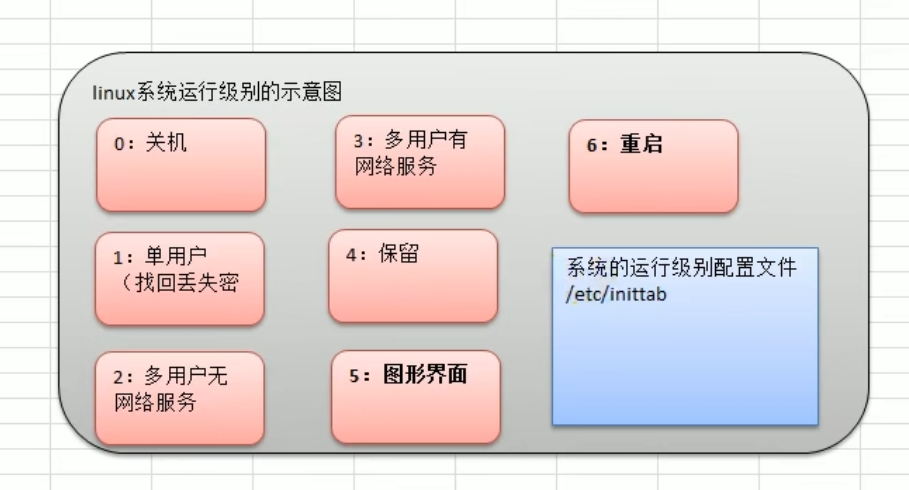 linux系统运行级别的示意图
0：关机
1：单用户
（找回丢失密
2：多用户无
网络服务
3：多用户有
网络服务
4：保留
5：图形界面
6：重启
系统的运行级别配置文件
/etc/inittab